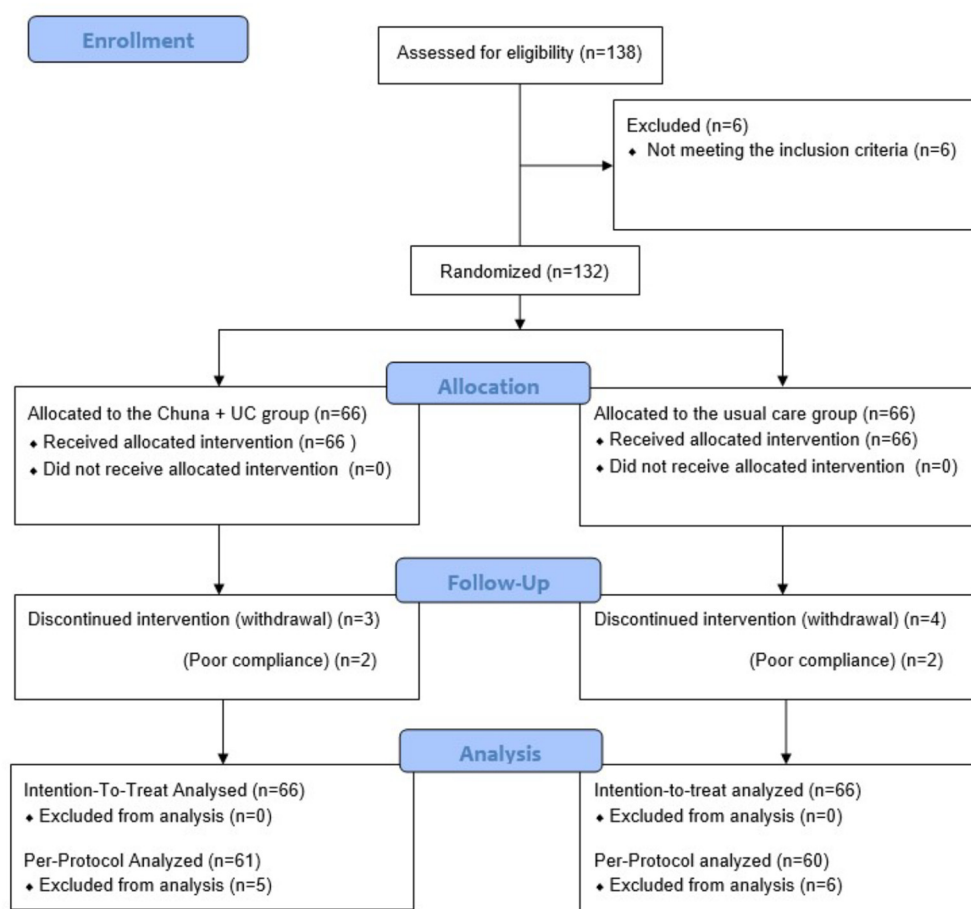 Enrollment
Assessed for eligibility (n=138)
Excluded (n=6)
⬥ Not meeting the inclusion criteria (n=6)
Randomized (n=132)
Allocation
Allocated to the Chuna + UC group (n=66)
⬥ Received allocated intervention (n=66 )
⬥ Did not receive allocated intervention (n=0)
Allocated to the usual care group (n=66)
⬥ Received allocated intervention (n=66)
⬥ Did not receive allocated intervention (n=0)
Follow-Up
Discontinued intervention (withdrawal) (n=3)
(Poor compliance) (n=2)
Discontinued intervention (withdrawal) (n=4)
(Poor compliance) (n=2)
Analysis
Intention-To-Treat Analysed (n=66)
⬥ Excluded from analysis (n=0)
Per-Protocol Analyzed (n=61)
⬥ Excluded from analysis (n=5)
Intention-to-treat analyzed (n=66)
⬥ Excluded from analysis (n=0)
Per-Protocol analyzed (n=60)
⬥ Excluded from analysis (n=6)